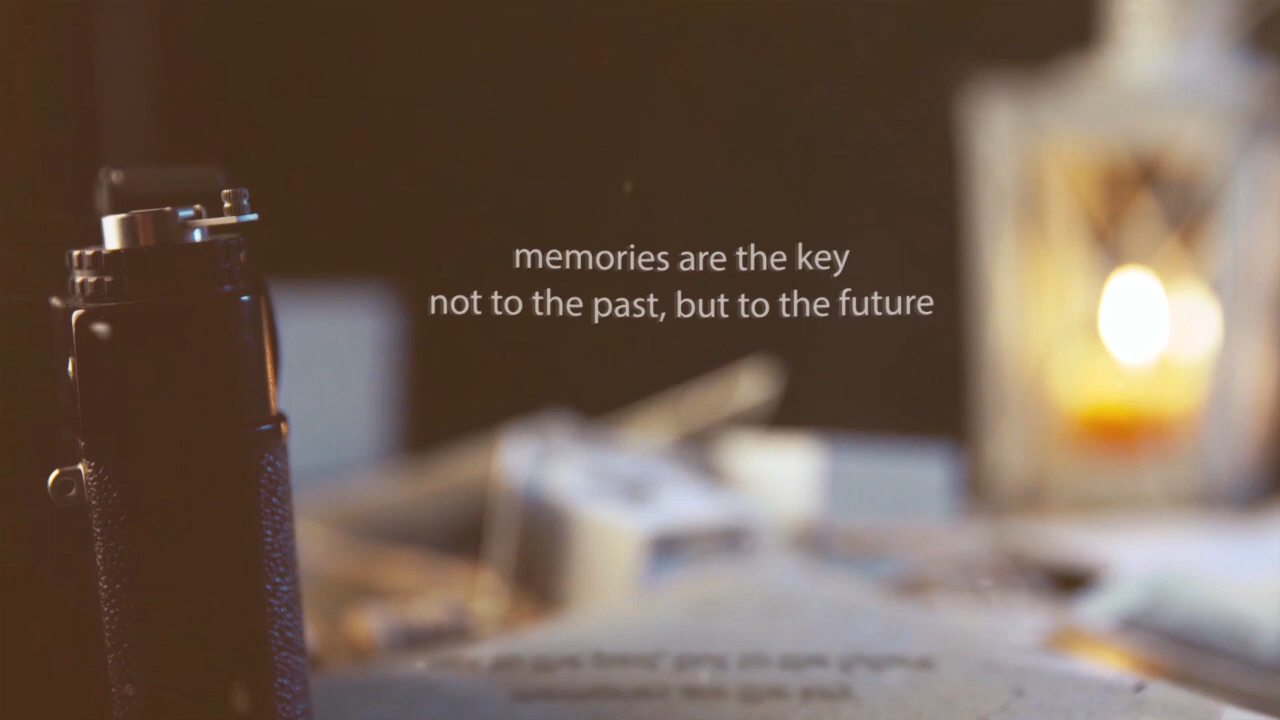 memories are the key
not to the past, but to the future